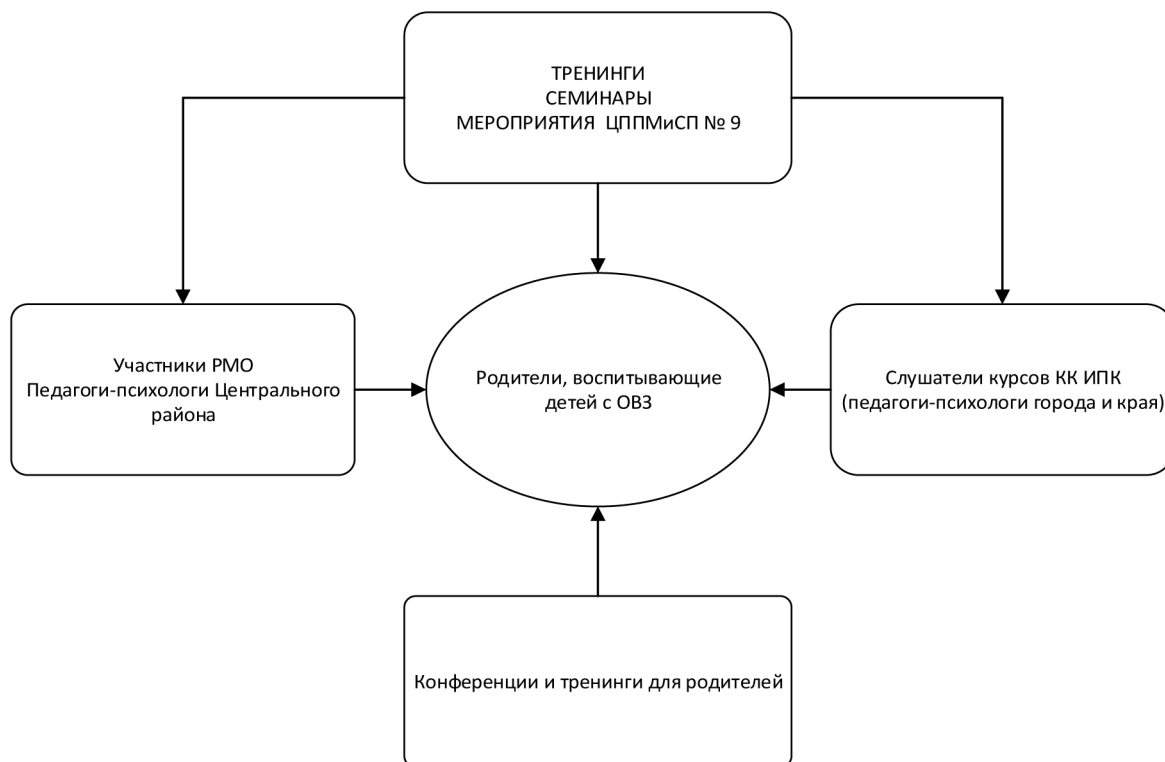 ТРЕНИНГИ
СЕМИНАРЫ
МЕРОПРИЯТИЯ ЦППМиСП № 9
Участники РМО
Педагоги-психологи Центрального
района
Родители, воспитывающие
детей с ОВЗ
Слушатели курсов КК ИПК
(педагоги-психологи города и края)
Конференции и тренинги для родителей